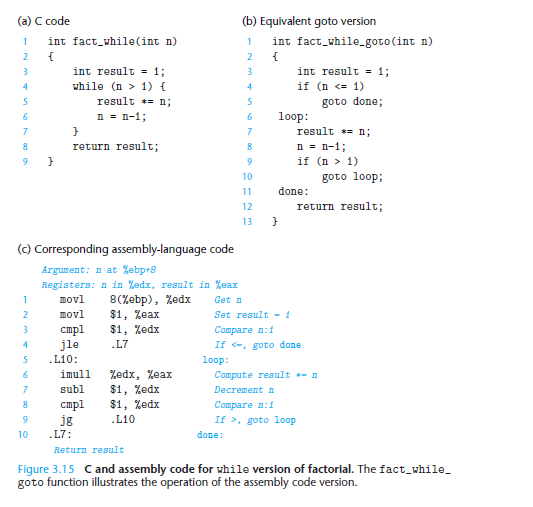 (a) C code
1 int fact_while(int n)
2 {
3 int result = 1;
4 while (n > 1) {
5 result *= n;
6 n = n-1;
7 }
8 return result;
9 }
(b) Equivalent goto version
1 int fact_while_goto(int n)
2 {
3 int result = 1;
4 if (n <= 1)
5 goto done;
6 loop:
7 result *= n;
8 n = n-1;
9 if (n > 1)
10 goto loop;
11 done:
12 return result;
13 }
(c) Corresponding assembly-language code
Argument: n at %ebp+8
Registers: n in %edx, result in %eax
1 movl 8(%ebp), %edx Get n
2 movl $1, %eax Set result = 1
3 cmpl $1, %edx Compare n:1
4 jle .L7 If <=, goto done
5 .L10: loop:
6 imull %edx, %eax Compute result *= n
7 subl $1, %edx Decrement n
8 cmpl $1, %edx Compare n:1
9 jg .L10 If >, goto loop
10 .L7: done:
Return result
Figure 3.15 C and assembly code for while version of factorial. The fact_while_
goto function illustrates the operation of the assembly code version.